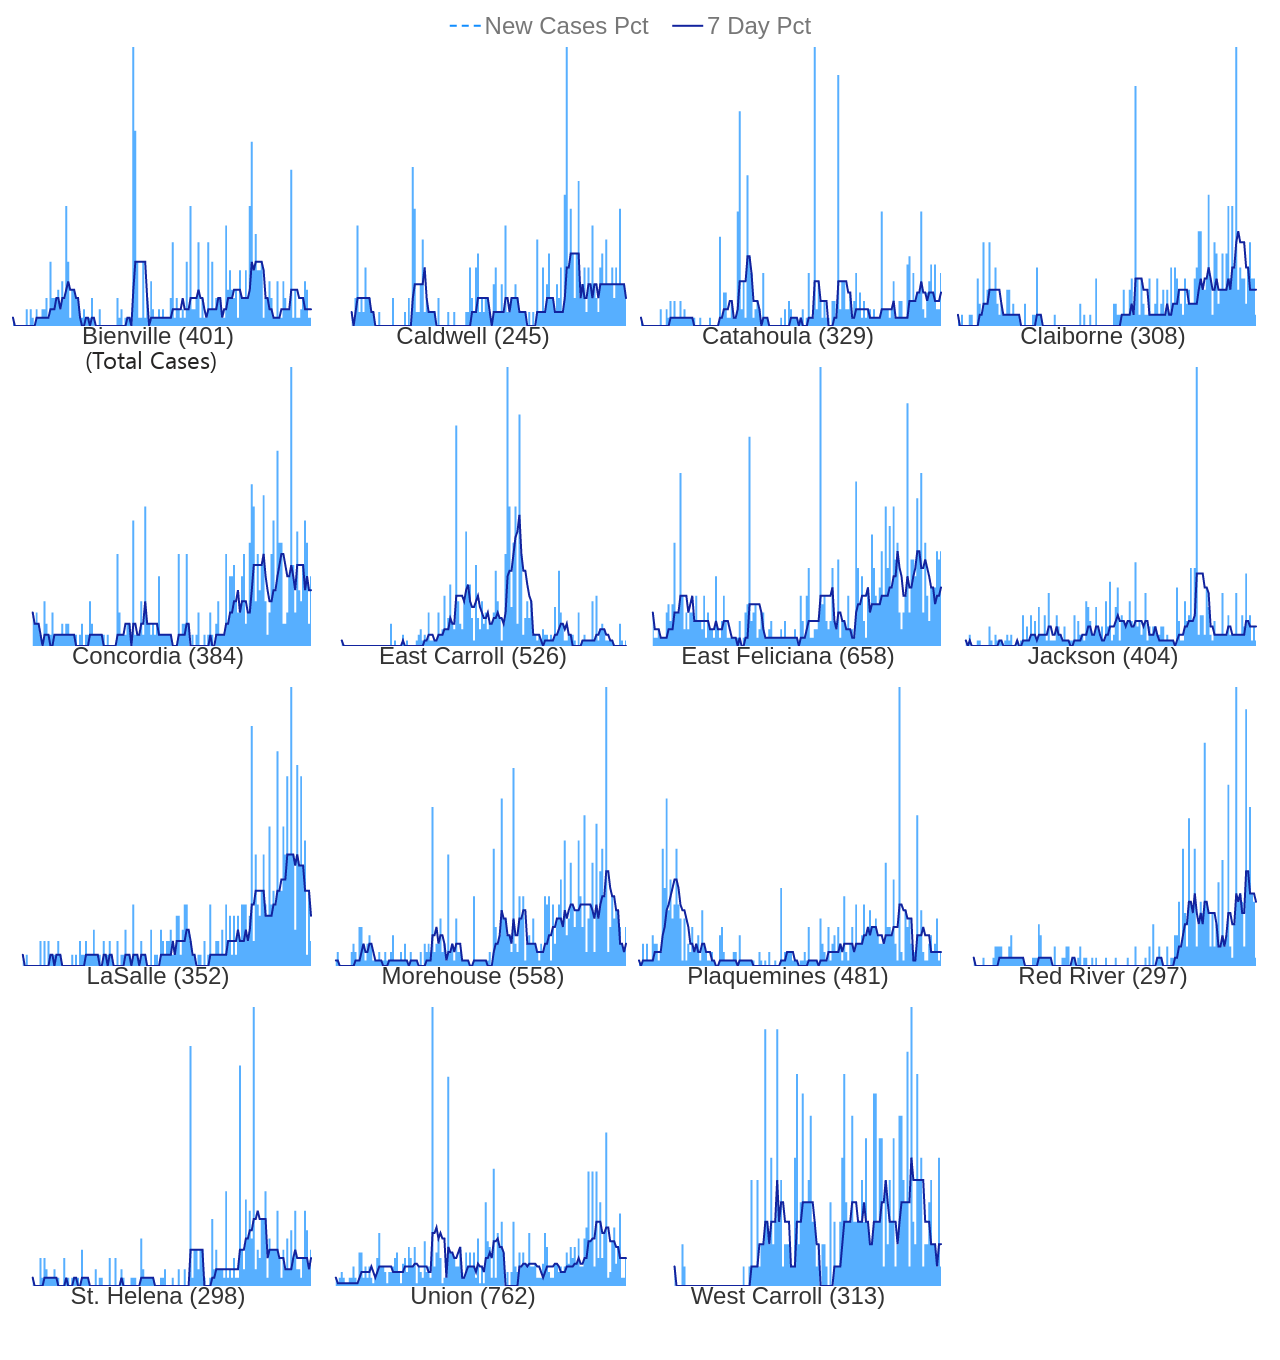 New Cases Pct 7 Day Pct
Bienville (401) Caldwell (245) Catahoula (329) Claiborne (308)
(Total Cases)
Concordia (384) East Carroll (526) East Feliciana (658) Jackson (404)
LaSalle (352) Morehouse (558) Plaquemines (481) Red River (297)
St. Helena (298) Union (762) West Carroll (313)